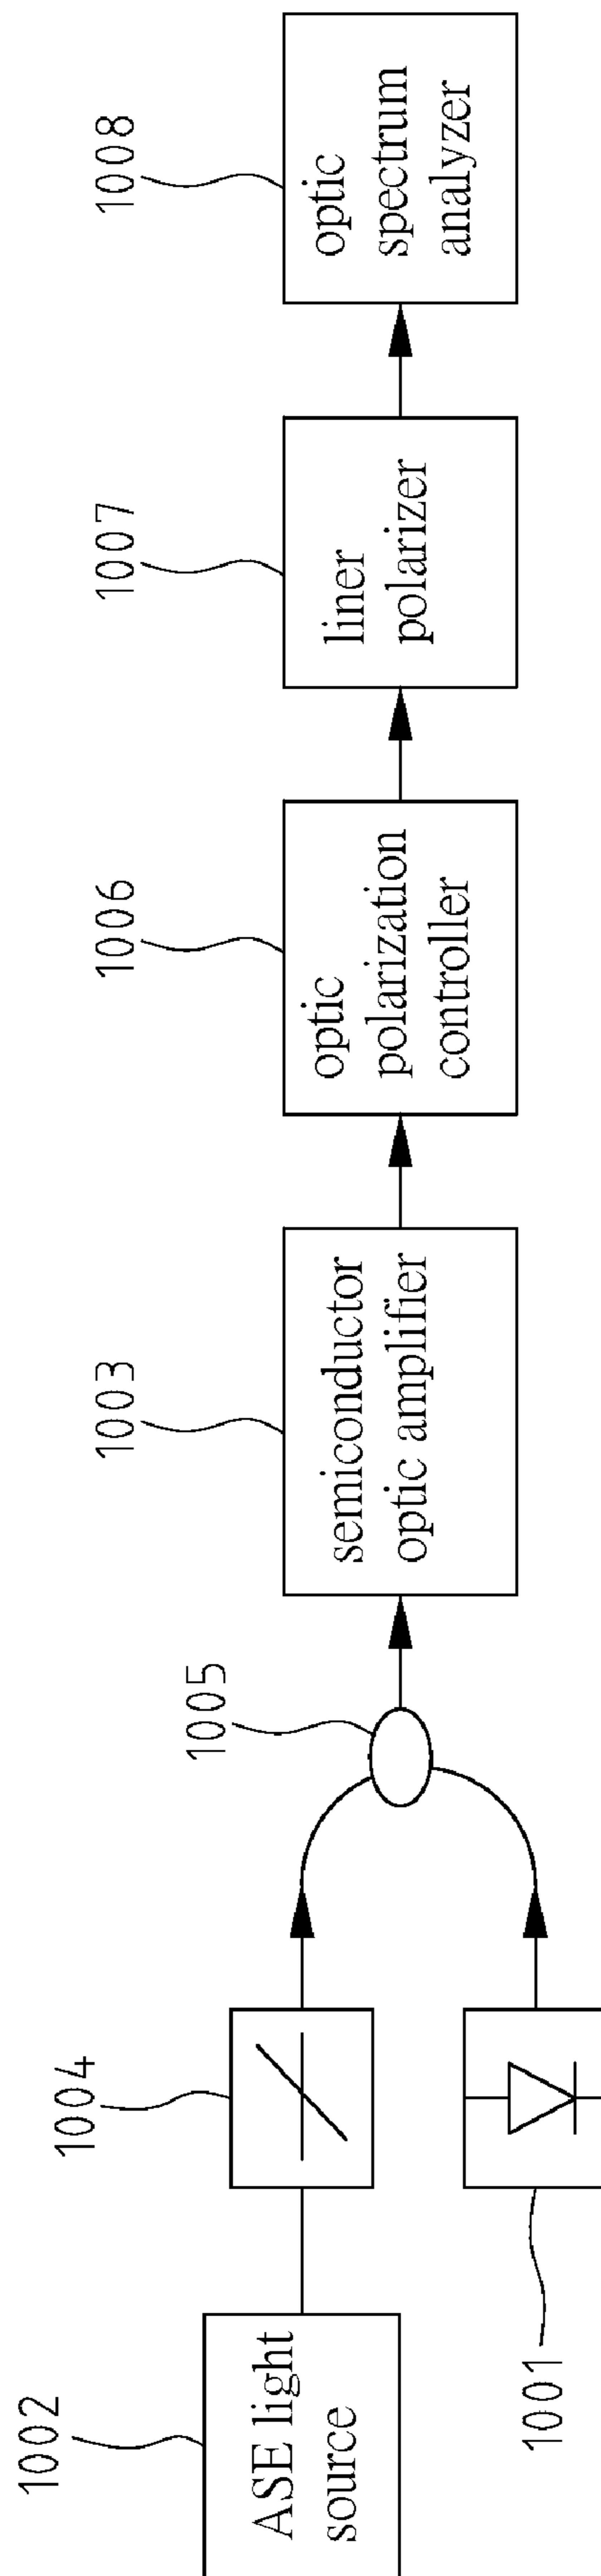 1002
ASE light
source
1004
1001
1005
1003
semiconductor
optic amplifier
1006
optic
polarization
controller
1007
liner
polarizer
1008
optic
spectrum
analyzer